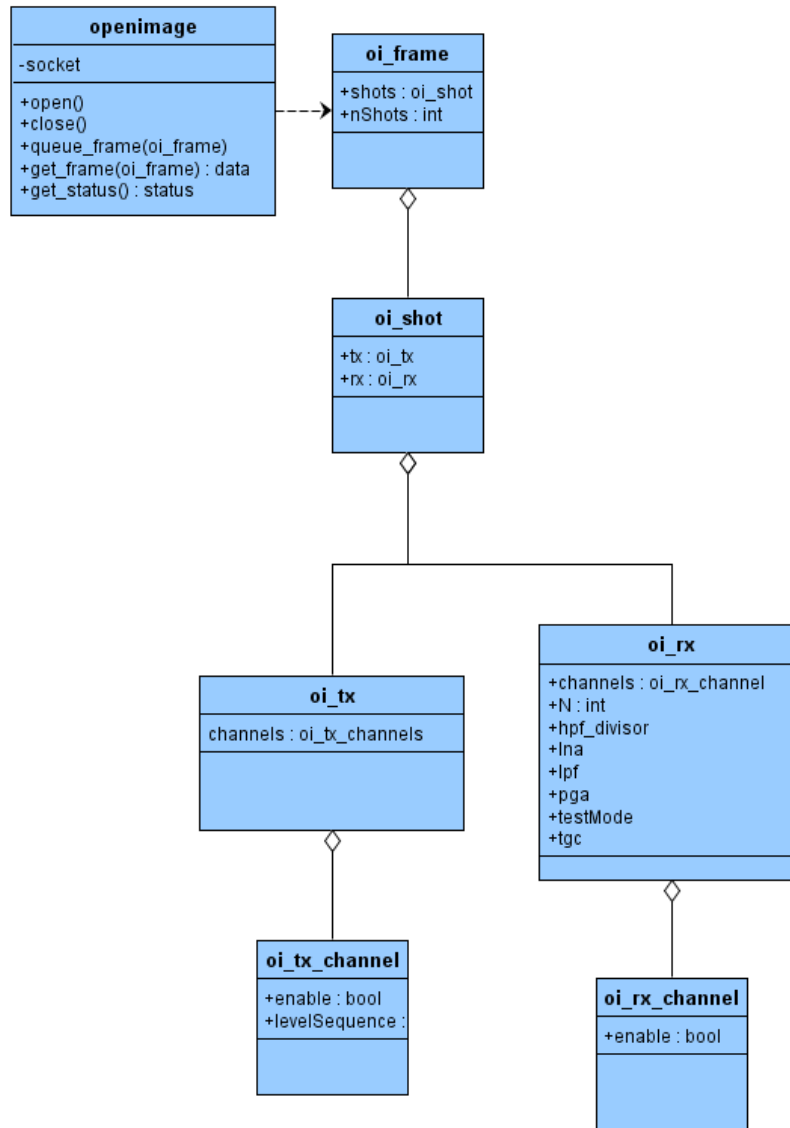 openimage
-socket
+open()
+close()
+queue_frame(oi_frame)
+get_frame(oi_frame) : data
+get_status() : status
oi_frame
+shots : oi_shot
+nShots : int
oi_shot
+tx : oi_tx
+rx : oi_rx
oi_tx
channels : oi_tx_channels
oi_rx
+channels : oi_rx_channel
+N : int
+hpf_divisor
+lna
+lpf
+pga
+testMode
+tgc
oi_tx_channel
+enable : bool
+levelSequence :
oi_rx_channel
+enable : bool